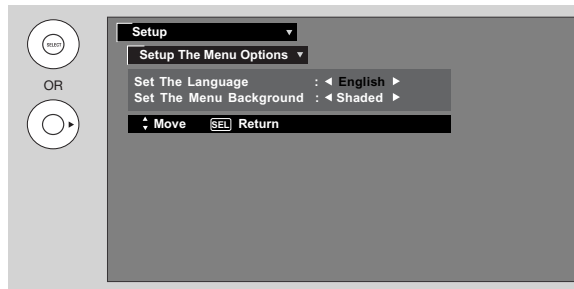 SELECT
OR
Setup ▼
Setup The Menu Options ▼
Set The Language : ◄ English ►
Set The Menu Background : ◄ Shaded ►
Move SEL Return